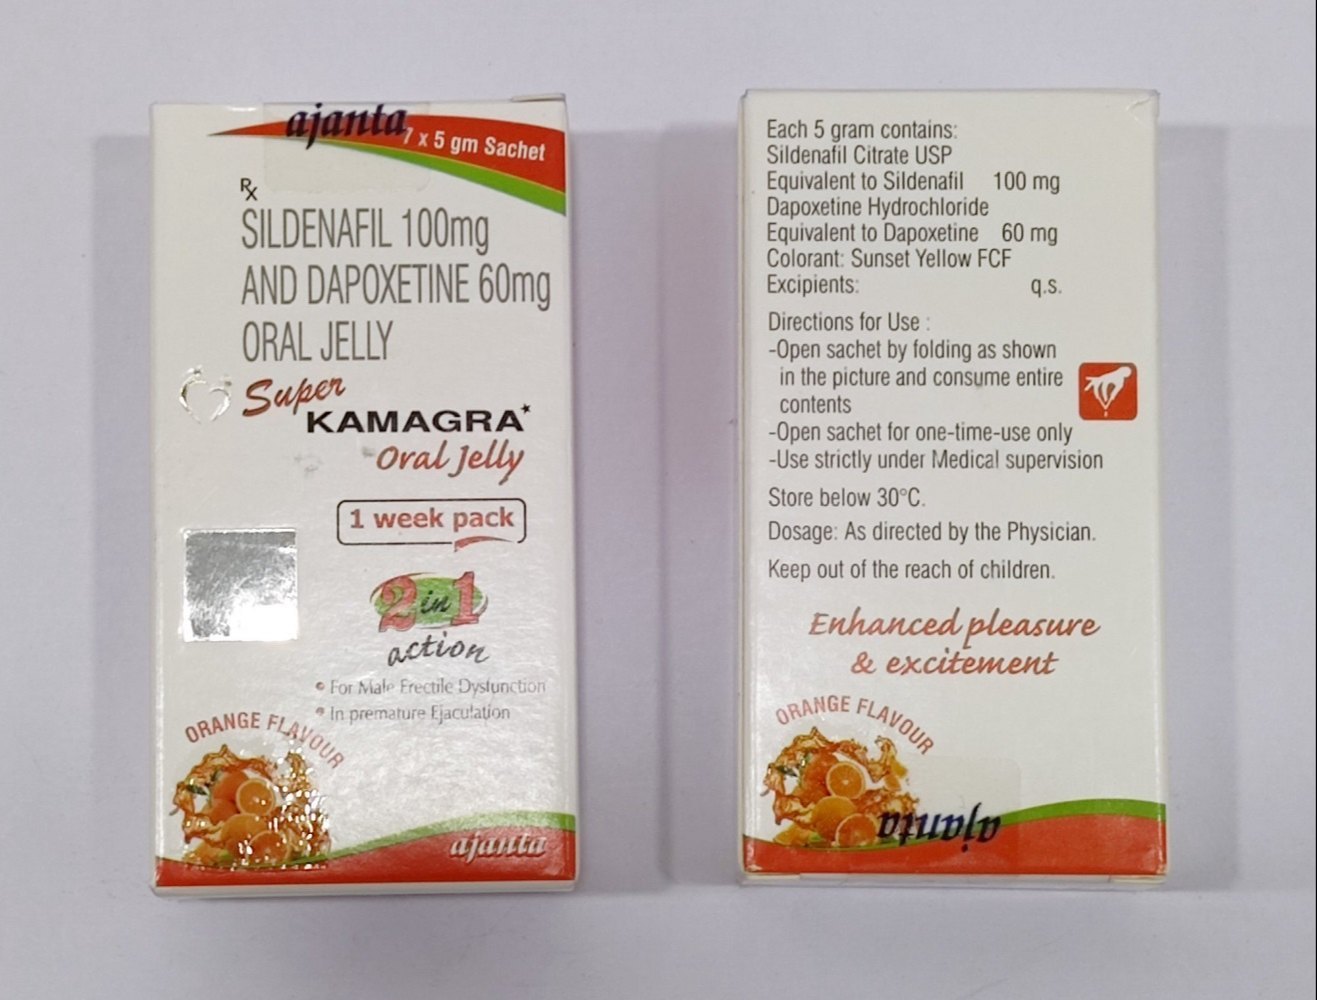 ajanta
7 x 5 gm Sachet
Rx
SILDENAFIL 100mg
AND DAPOXETINE 60mg
ORAL JELLY
Super
KAMAGRA*
Oral Jelly
1 week pack
2 in 1
action
• For Male Erectile Dysfunction
• In premature Ejaculation
ORANGE FLAVOUR
ajanta
Each 5 gram contains:
Sildenafil Citrate USP
Equivalent to Sildenafil 100 mg
Dapoxetine Hydrochloride
Equivalent to Dapoxetine 60 mg
Colorant: Sunset Yellow FCF
Excipients: q.s.
Directions for Use :
-Open sachet by folding as shown
in the picture and consume entire
contents
-Open sachet for one-time-use only
-Use strictly under Medical supervision
Store below 30°C.
Dosage: As directed by the Physician.
Keep out of the reach of children.
Enhanced pleasure
& excitement
ORANGE FLAVOUR
ajanta